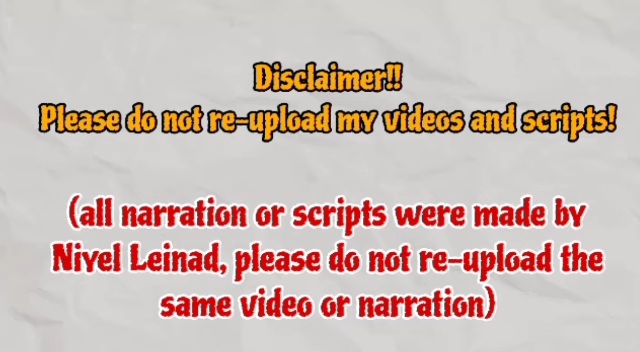 Disclaimer!!
Please do not re-upload my videos and scripts!
(all narration or scripts were made by
Nivel Leinad, please do not re-upload the
same video or narration)